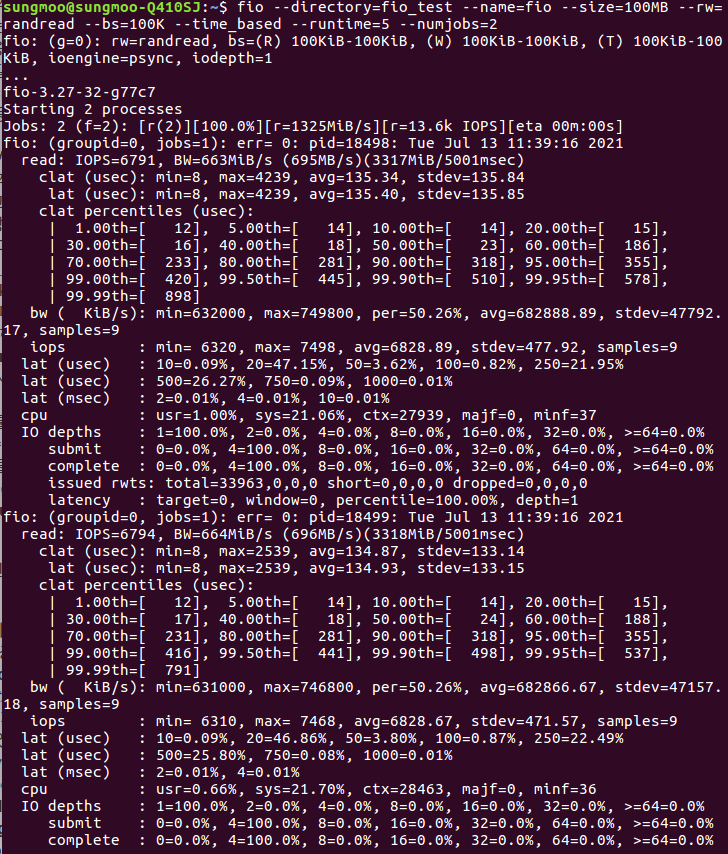 sungmoo@sungmoo-Q410SJ:~$ fio --directory=fio_test --name=fio --size=100MB --rw=
randread --bs=100K --time_based --runtime=5 --numjobs=2
fio: (g=0): rw=randread, bs=(R) 100KiB-100KiB, (W) 100KiB-100KiB, (T) 100KiB-100
KiB, ioengine=psync, iodepth=1
...
fio-3.27-32-g77c7
Starting 2 processes
Jobs: 2 (f=2): [r(2)][100.0%][r=1325MiB/s][r=13.6k IOPS][eta 00m:00s]
fio: (groupid=0, jobs=1): err= 0: pid=18498: Tue Jul 13 11:39:16 2021
  read: IOPS=6791, BW=663MiB/s (695MB/s)(3317MiB/5001msec)
    clat (usec): min=8, max=4239, avg=135.34, stdev=135.84
     lat (usec): min=8, max=4239, avg=135.40, stdev=135.85
    clat percentiles (usec):
     |  1.00th=[   12],  5.00th=[   14], 10.00th=[   14], 20.00th=[   15],
     | 30.00th=[   16], 40.00th=[   18], 50.00th=[   23], 60.00th=[  186],
     | 70.00th=[  233], 80.00th=[  281], 90.00th=[  318], 95.00th=[  355],
     | 99.00th=[  420], 99.50th=[  445], 99.90th=[  510], 99.95th=[  578],
     | 99.99th=[  898]
   bw (  KiB/s): min=632000, max=749800, per=50.26%, avg=682888.89, stdev=47792.
17, samples=9
   iops        : min= 6320, max= 7498, avg=6828.89, stdev=477.92, samples=9
  lat (usec)   : 10=0.09%, 20=47.15%, 50=3.62%, 100=0.82%, 250=21.95%
  lat (usec)   : 500=26.27%, 750=0.09%, 1000=0.01%
  lat (msec)   : 2=0.01%, 4=0.01%, 10=0.01%
  cpu          : usr=1.00%, sys=21.06%, ctx=27939, majf=0, minf=37
  IO depths    : 1=100.0%, 2=0.0%, 4=0.0%, 8=0.0%, 16=0.0%, 32=0.0%, >=64=0.0%
     submit    : 0=0.0%, 4=100.0%, 8=0.0%, 16=0.0%, 32=0.0%, 64=0.0%, >=64=0.0%
     complete  : 0=0.0%, 4=100.0%, 8=0.0%, 16=0.0%, 32=0.0%, 64=0.0%, >=64=0.0%
     issued rwts: total=33963,0,0,0 short=0,0,0,0 dropped=0,0,0,0
     latency   : target=0, window=0, percentile=100.00%, depth=1
fio: (groupid=0, jobs=1): err= 0: pid=18499: Tue Jul 13 11:39:16 2021
  read: IOPS=6794, BW=664MiB/s (696MB/s)(3318MiB/5001msec)
    clat (usec): min=8, max=2539, avg=134.87, stdev=133.14
     lat (usec): min=8, max=2539, avg=134.93, stdev=133.15
    clat percentiles (usec):
     |  1.00th=[   12],  5.00th=[   14], 10.00th=[   14], 20.00th=[   15],
     | 30.00th=[   17], 40.00th=[   18], 50.00th=[   24], 60.00th=[  188],
     | 70.00th=[  231], 80.00th=[  281], 90.00th=[  318], 95.00th=[  355],
     | 99.00th=[  416], 99.50th=[  441], 99.90th=[  498], 99.95th=[  537],
     | 99.99th=[  791]
   bw (  KiB/s): min=631000, max=746800, per=50.26%, avg=682866.67, stdev=47157.
18, samples=9
   iops        : min= 6310, max= 7468, avg=6828.67, stdev=471.57, samples=9
  lat (usec)   : 10=0.09%, 20=46.86%, 50=3.80%, 100=0.87%, 250=22.49%
  lat (usec)   : 500=25.80%, 750=0.08%, 1000=0.01%
  lat (msec)   : 2=0.01%, 4=0.01%
  cpu          : usr=0.66%, sys=21.70%, ctx=28463, majf=0, minf=36
  IO depths    : 1=100.0%, 2=0.0%, 4=0.0%, 8=0.0%, 16=0.0%, 32=0.0%, >=64=0.0%
     submit    : 0=0.0%, 4=100.0%, 8=0.0%, 16=0.0%, 32=0.0%, 64=0.0%, >=64=0.0%
     complete  : 0=0.0%, 4=100.0%, 8=0.0%, 16=0.0%, 32=0.0%, 64=0.0%, >=64=0.0%